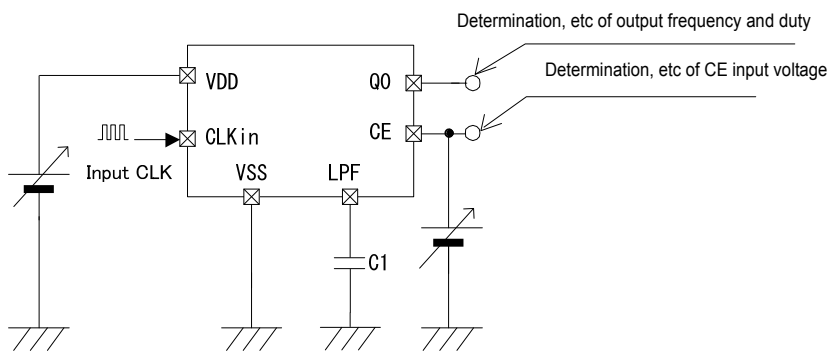 Determination, etc of output frequency and duty
Determination, etc of CE input voltage
VDD
Q0
CLKin
CE
Input CLK
VSS
LPF
C1